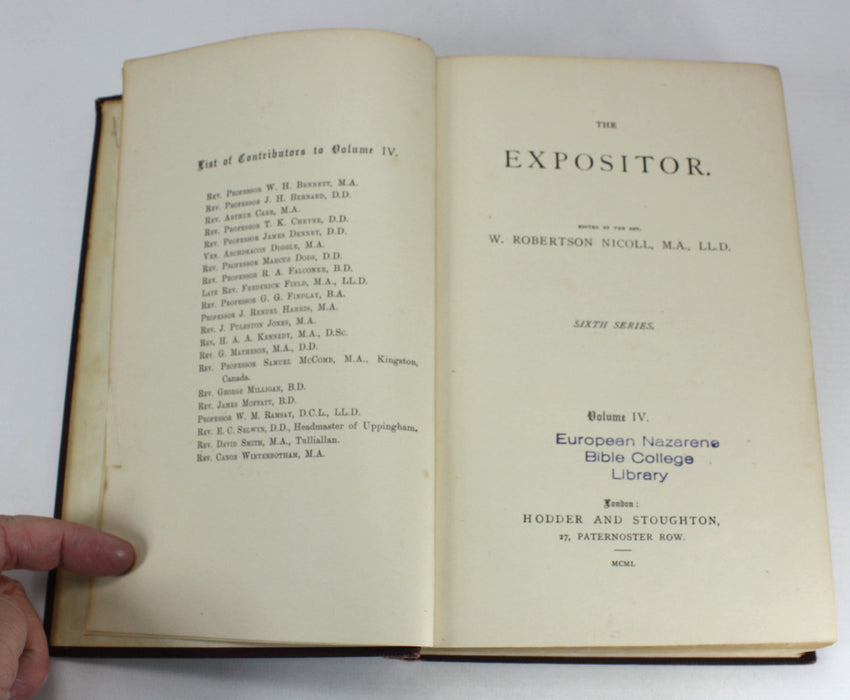 List of Contributors to Volume IV.
Rev. Professor W. H. Bennett, M.A.
Rev. Professor J. H. Bernard, D.D.
Rev. Arthur Carr, M.A.
Rev. Professor T. K. Cheyne, D.D.
Rev. Professor James Denney, D.D.
Ven. Archdeacon Diggle, M.A.
Rev. Professor Marcus Dods, D.D.
Rev. Professor R. A. Falconer, B.D.
Late Rev. Frederick Field, M.A., LL.D.
Rev. Professor G. G. Findlay, B.A.
Professor J. Rendel Harris, M.A.
Rev. J. Puleston Jones, M.A.
Rev. H. A. A. Kennedy, M.A., D.Sc.
Rev. G. Matheson, M.A., D.D.
Rev. Professor Samuel McComb, M.A., Kingston,
Canada.
Rev. George Milligan, B.D.
Rev. James Moffatt, B.D.
Professor W. M. Ramsay, D.C.L., LL.D.
Rev. E. C. Selwyn, D.D., Headmaster of Uppingham.
Rev. David Smith, M.A., Tulliallan.
Rev. Canon Winterbotham, M.A.
THE
EXPOSITOR.
EDITED BY THE REV.
W. ROBERTSON NICOLL, M.A., LL.D.
SIXTH SERIES.
Volume IV.
European Nazarene
Bible College
Library
London:
HODDER AND STOUGHTON,
27, PATERNOSTER ROW.
MCMI.